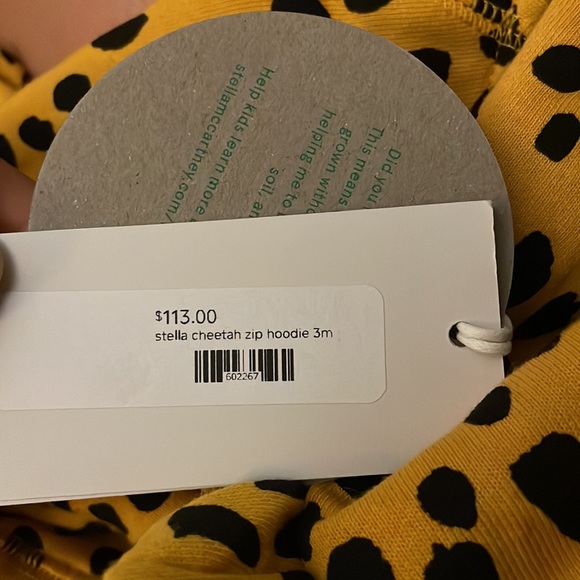 Did you
This means
grown witho
helping me to
soil, an
Help kids learn more
stellamccartney.com/
$113.00
stella cheetah zip hoodie 3m
602267